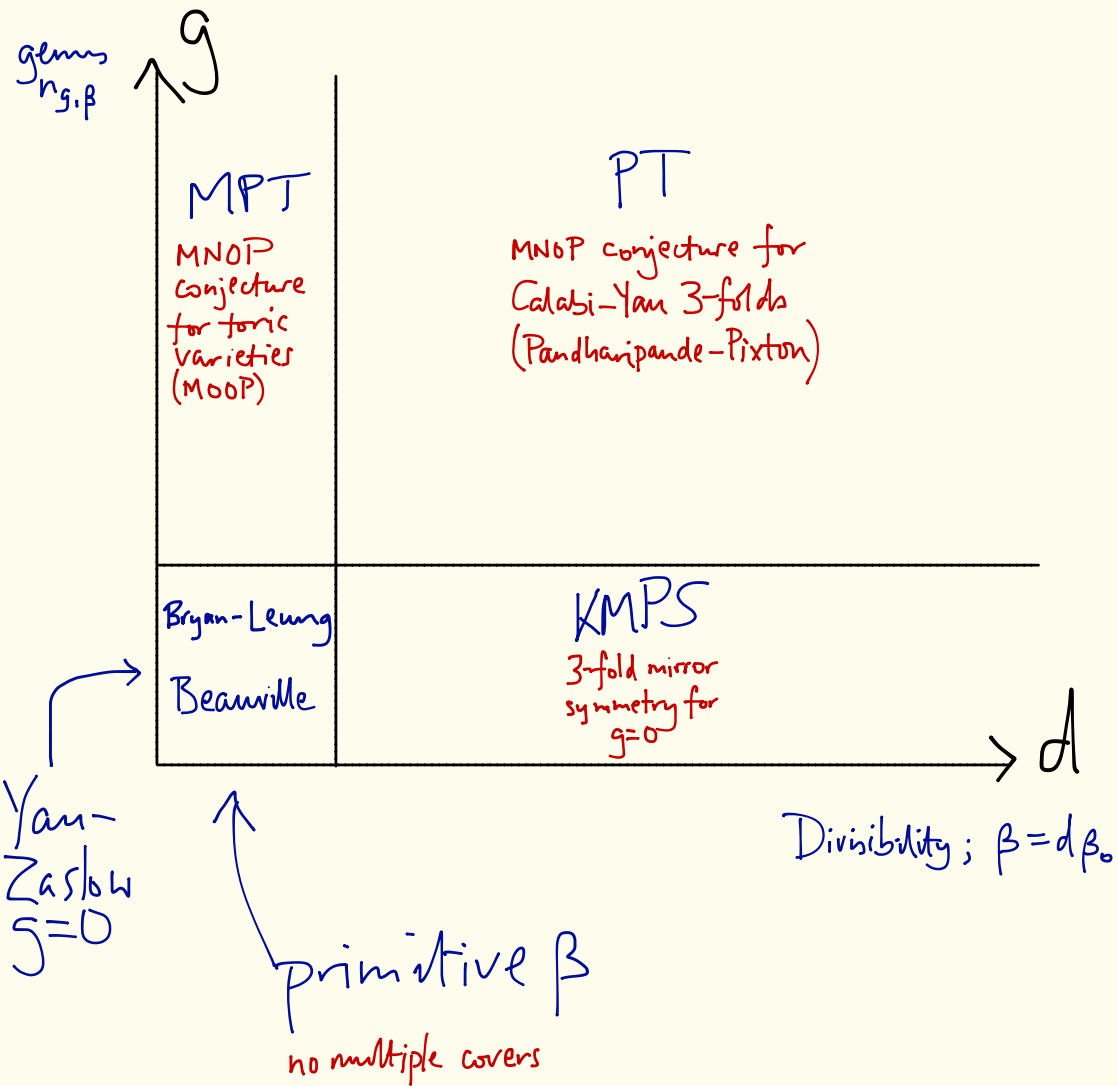 g
genus
n_{g,β}
MPT
MNOP
conjecture
for toric
varieties
(MOOP)
PT
MNOP conjecture for
Calabi-Yau 3-folds
(Pandharipande-Pixton)
Bryan-Leung
Beauville
KMPS
3-fold mirror
symmetry for
g=0
d
Divisibility; β=dβ₀
Yau-
Zaslow
g=0
primitive β
no multiple covers